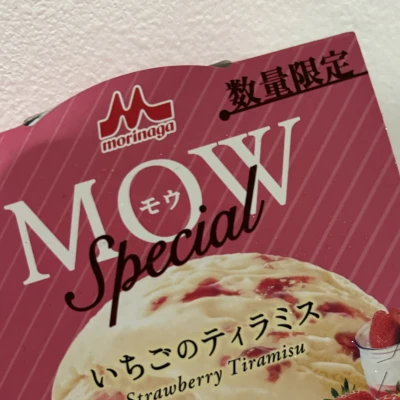 数量限定
morinaga
MOW
モウ
Special
いちごのティラミス
Strawberry Tiramisu